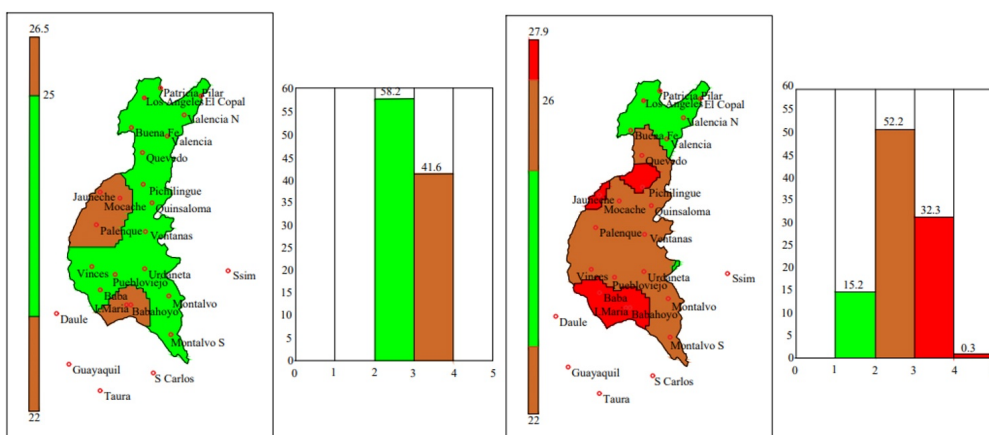 26.5
25
22
Patricia Pilar
Los Angeles El Copal
Valencia N
Buena Fe
Valencia
Quevedo
Pichilingue
Jauneche
Mocache
Quinsaloma
Palenque
Ventanas
Vinces
Urdaneta
Puebloviejo
Ssim
Baba
Montalvo
I Maria
Babahoyo
Daule
Montalvo S
Guayaquil
S Carlos
Taura
60
55
50
45
40
35
30
25
20
15
10
5
0
58.2
41.6
0 1 2 3 4 5
27.9
26
22
Patricia Pilar
Los Angeles El Copal
Valencia N
Buena Fe
Valencia
Quevedo
Pichilingue
Jauneche
Mocache
Quinsaloma
Palenque
Ventanas
Vinces
Urdaneta
Puebloviejo
Ssim
Baba
Montalvo
I Maria
Babahoyo
Daule
Montalvo S
Guayaquil
S Carlos
Taura
60
55
50
45
40
35
30
25
20
15
10
5
0
15.2
52.2
32.3
0.3
0 1 2 3 4